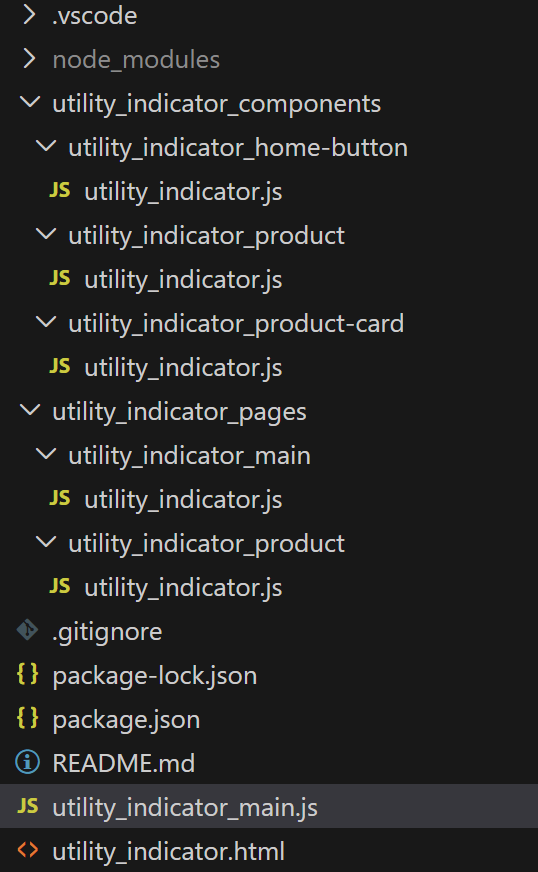 .vscode
node_modules
utility_indicator_components
utility_indicator_home-button
JS utility_indicator.js
utility_indicator_product
JS utility_indicator.js
utility_indicator_product-card
JS utility_indicator.js
utility_indicator_pages
utility_indicator_main
JS utility_indicator.js
utility_indicator_product
JS utility_indicator.js
.gitignore
{} package-lock.json
{} package.json
README.md
JS utility_indicator_main.js
<> utility_indicator.html